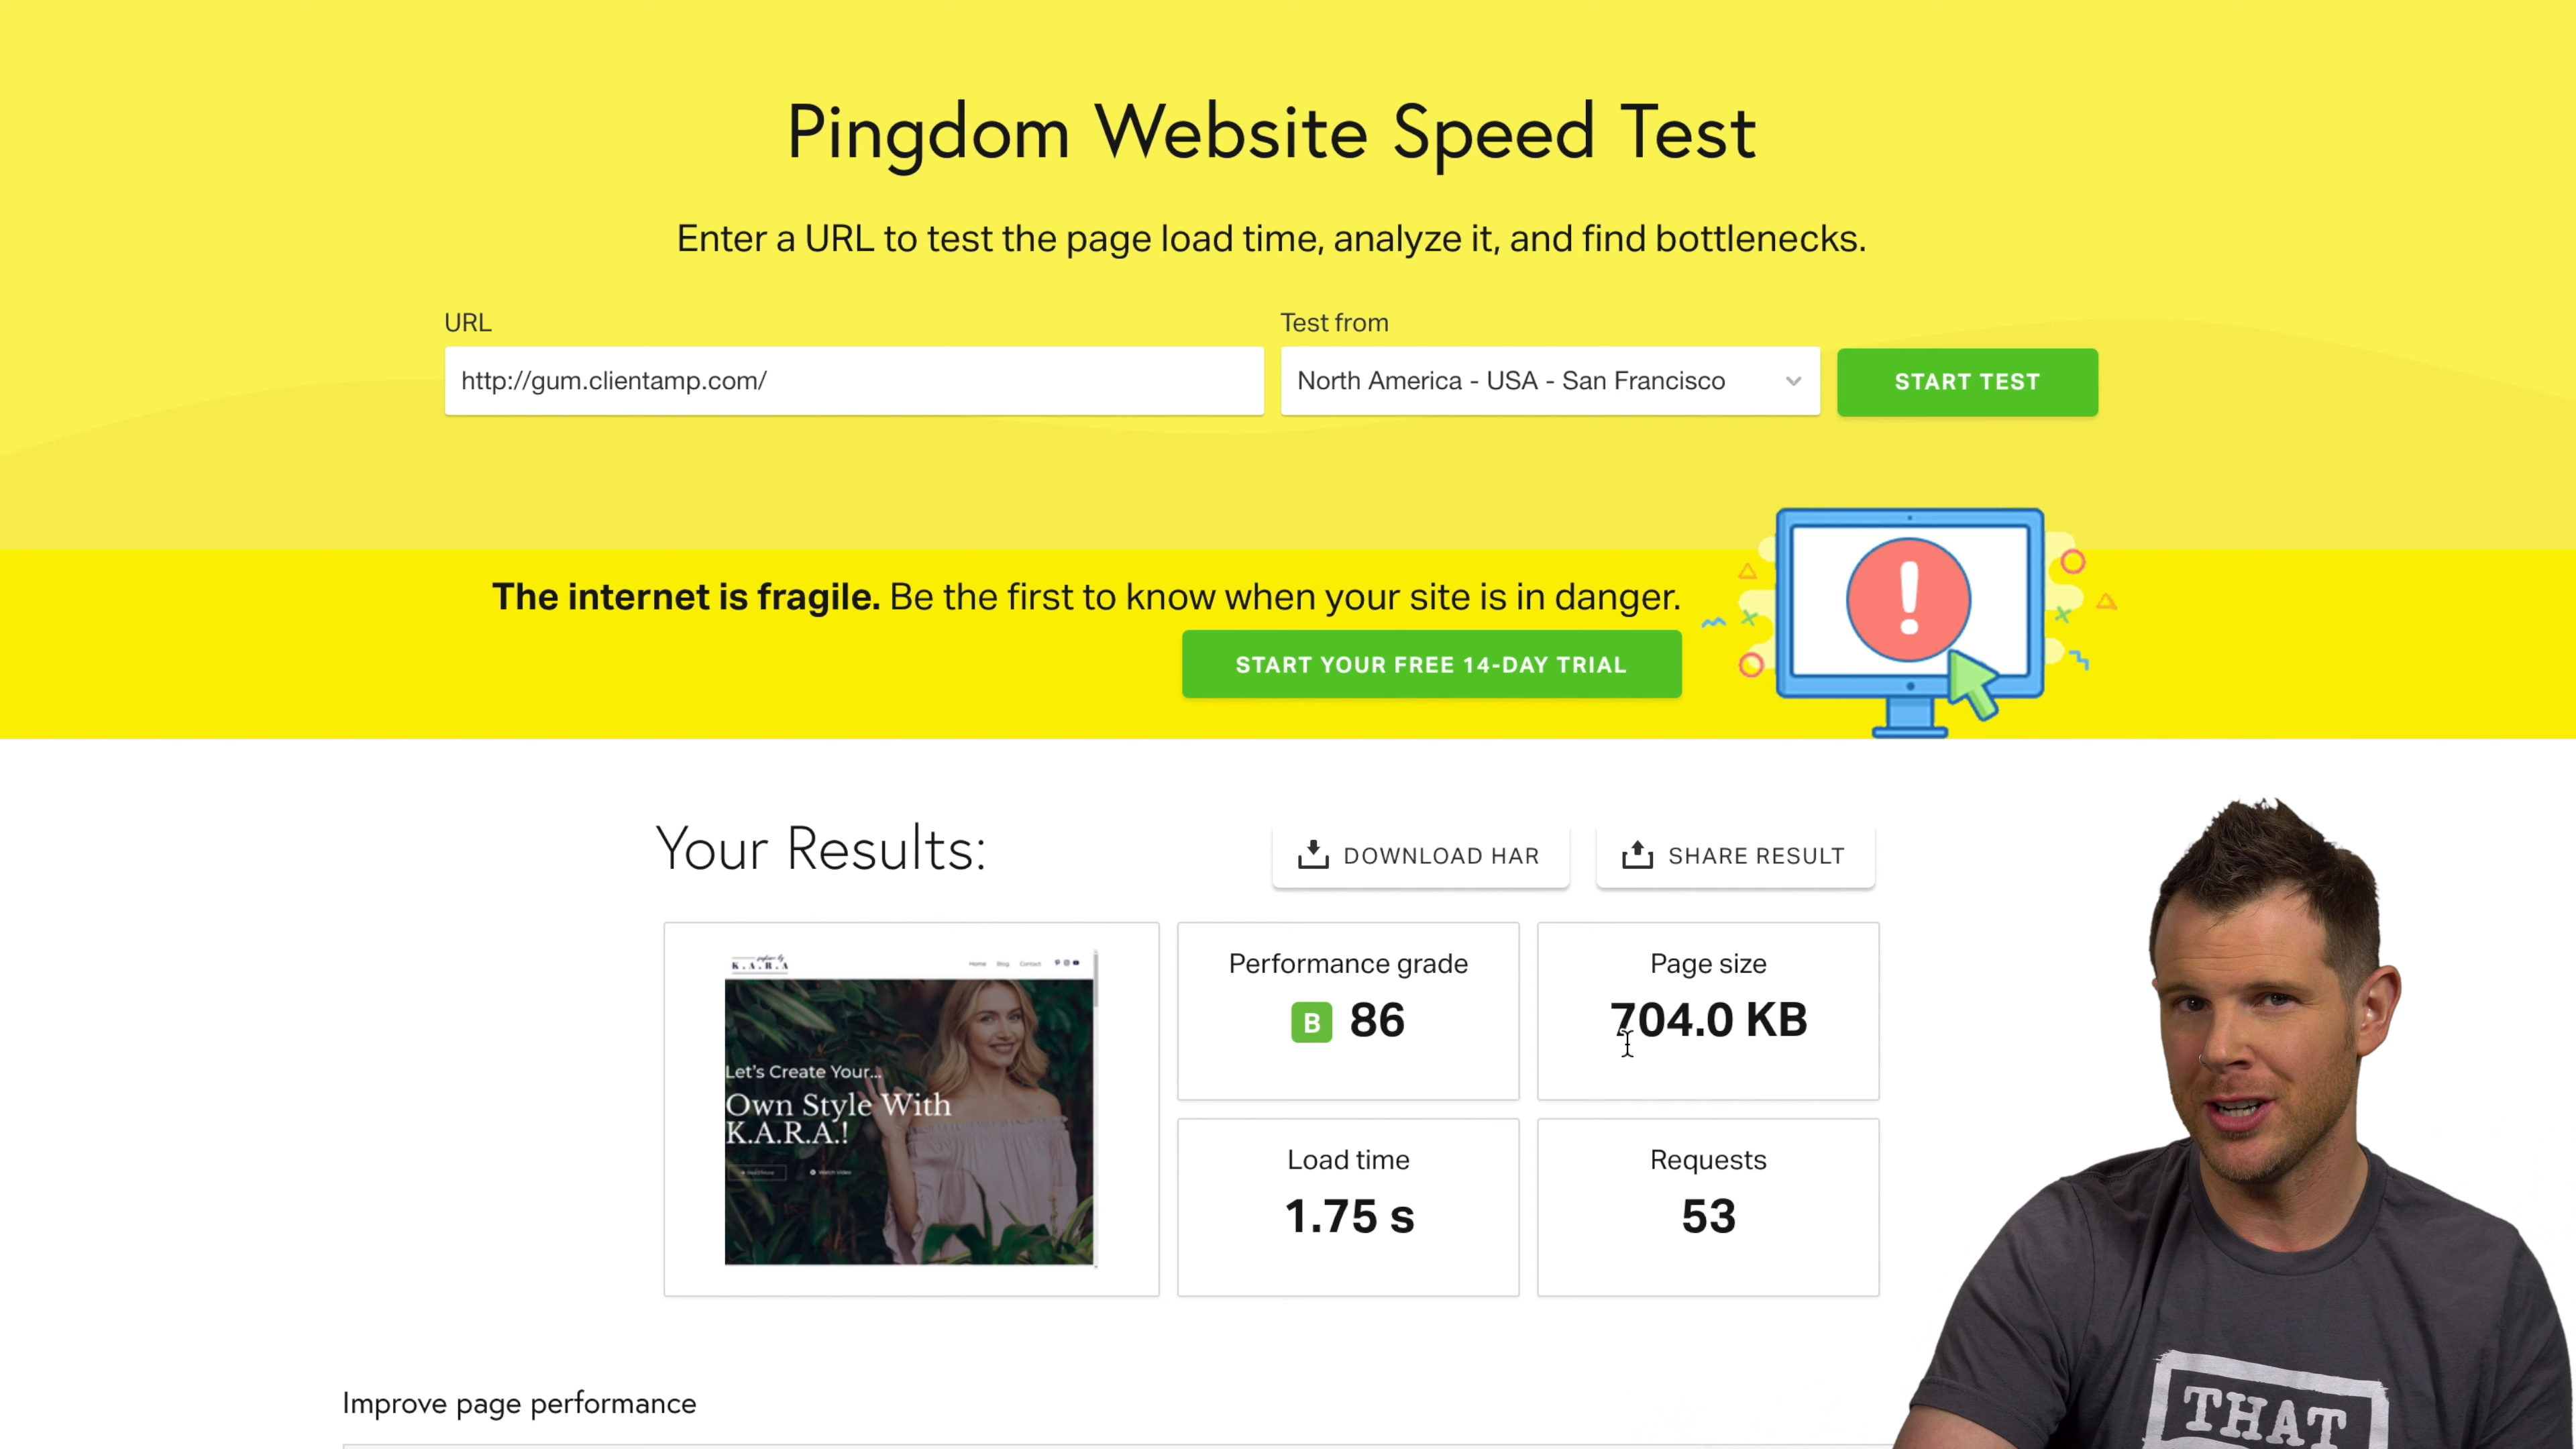 Pingdom Website Speed Test
Enter a URL to test the page load time, analyze it, and find bottlenecks.
URL
Test from
http://gum.clientamp.com/
North America - USA - San Francisco
START TEST
The internet is fragile. Be the first to know when your site is in danger.
START YOUR FREE 14-DAY TRIAL
Your Results:
DOWNLOAD HAR
SHARE RESULT
K.A.R.A
Home Blog Contact
Let's Create Your...
Own Style With
K.A.R.A.!
Watch Video
Performance grade
B 86
Page size
704.0 KB
Load time
1.75 s
Requests
53
Improve page performance
THAT